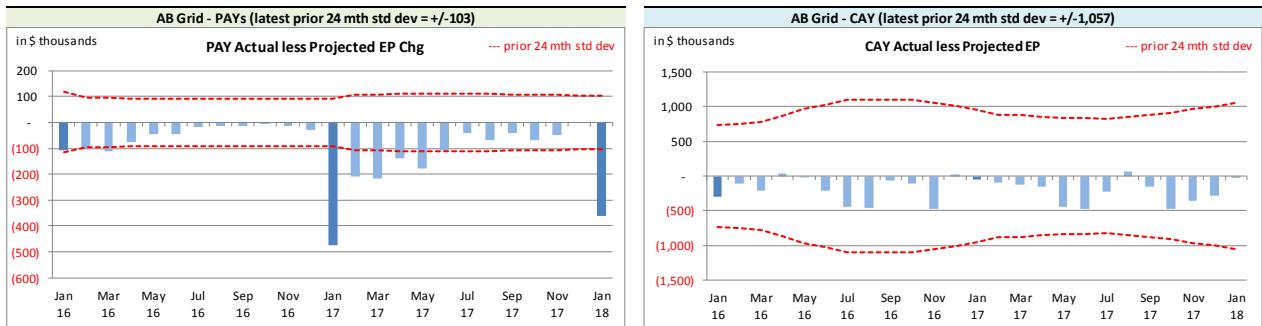 AB Grid - PAYs (latest prior 24 mth std dev = +/-103)
in $ thousands
PAY Actual less Projected EP Chg
--- prior 24 mth std dev
200
100
-
(100)
(200)
(300)
(400)
(500)
(600)
Jan Mar May Jul Sep Nov Jan Mar May Jul Sep Nov Jan
16 16 16 16 16 16 17 17 17 17 17 17 18
AB Grid - CAY (latest prior 24 mth std dev = +/-1,057)
in $ thousands
CAY Actual less Projected EP
--- prior 24 mth std dev
1,500
1,000
500
-
(500)
(1,000)
(1,500)
Jan Mar May Jul Sep Nov Jan Mar May Jul Sep Nov Jan
16 16 16 16 16 16 17 17 17 17 17 17 18